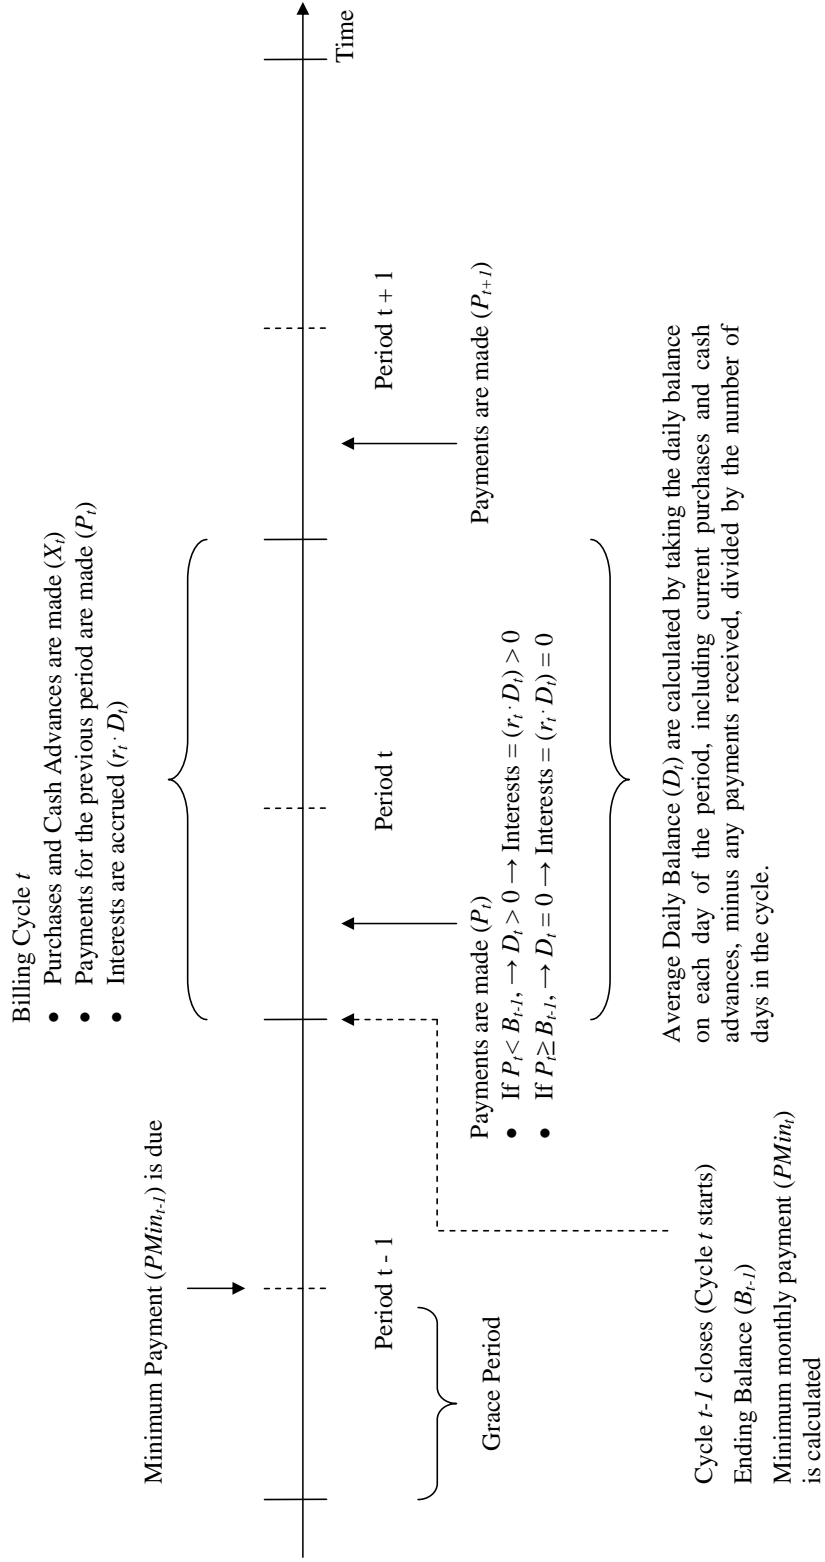 Billing Cycle t
• Purchases and Cash Advances are made (Xt)
• Payments for the previous period are made (Pt)
• Interests are accrued (ri · Dt)
Minimum Payment (PMint-1) is due
Time
Period t - 1
Period t
Period t + 1
Grace Period
Payments are made (Pt)
• If Pt < Bt-1, → Dt > 0 → Interests = (ri · Dt) > 0
• If Pt ≥ Bt-1, → Dt = 0 → Interests = (ri · Dt) = 0
Payments are made (Pt+1)
Cycle t-1 closes (Cycle t starts)
Ending Balance (Bt-1)
Minimum monthly payment (PMint)
is calculated
Average Daily Balance (Dt) are calculated by taking the daily balance
on each day of the period, including current purchases and cash
advances, minus any payments received, divided by the number of
days in the cycle.